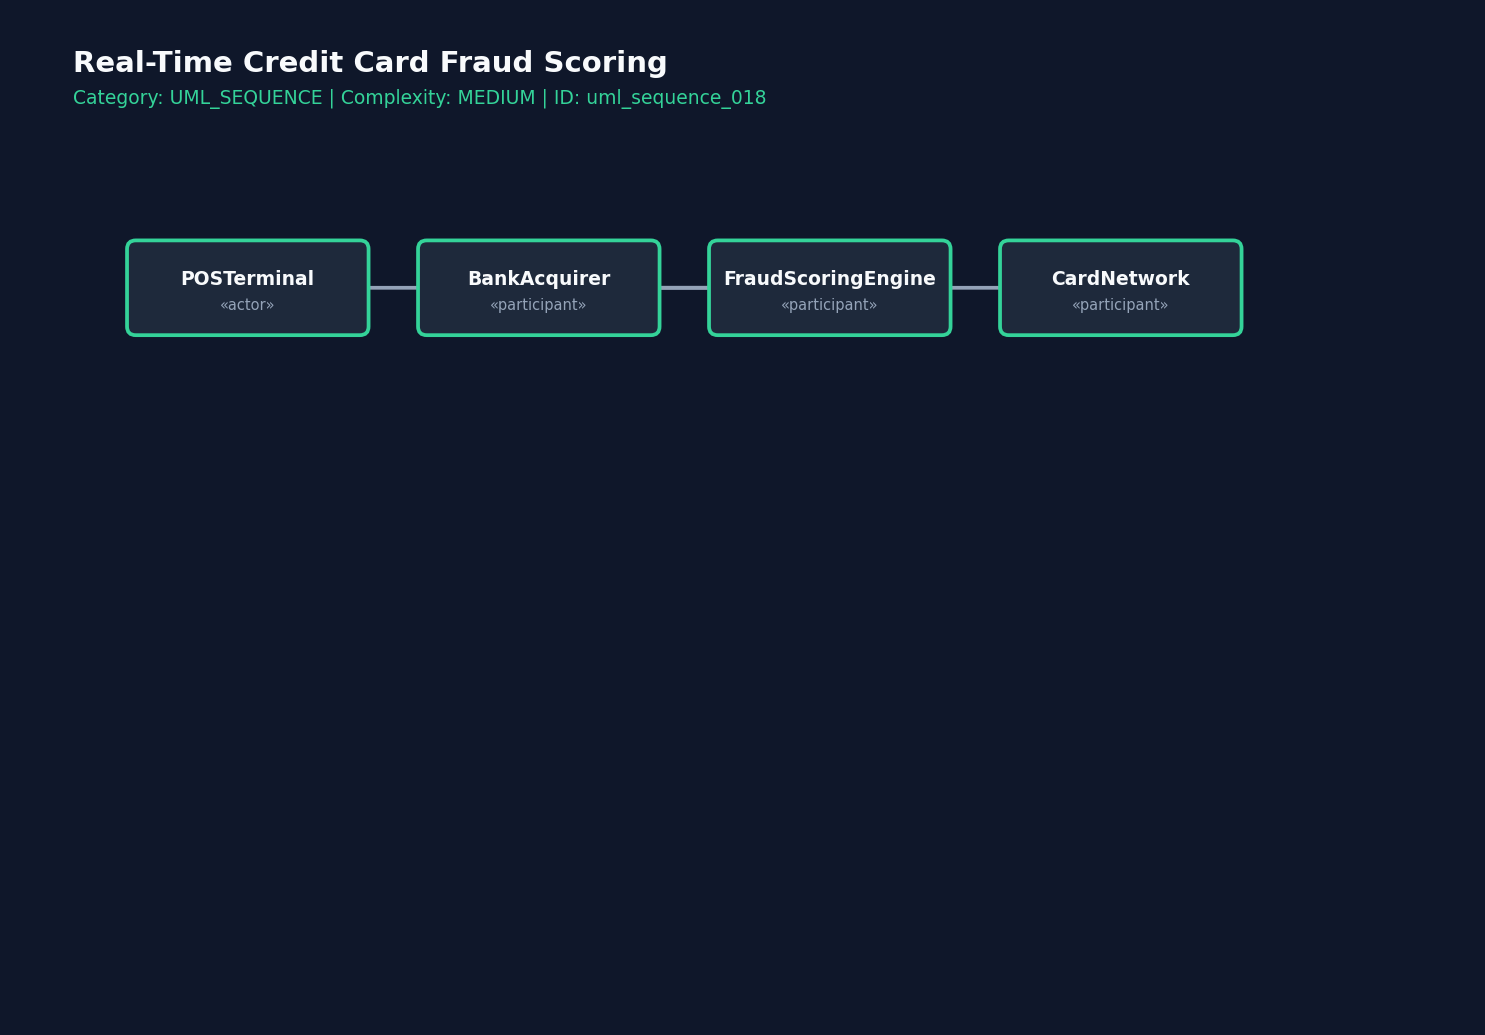 Real-Time Credit Card Fraud Scoring
Category: UML_SEQUENCE | Complexity: MEDIUM | ID: uml_sequence_018
POSTerminal
«actor»
BankAcquirer
«participant»
FraudScoringEngine
«participant»
CardNetwork
«participant»